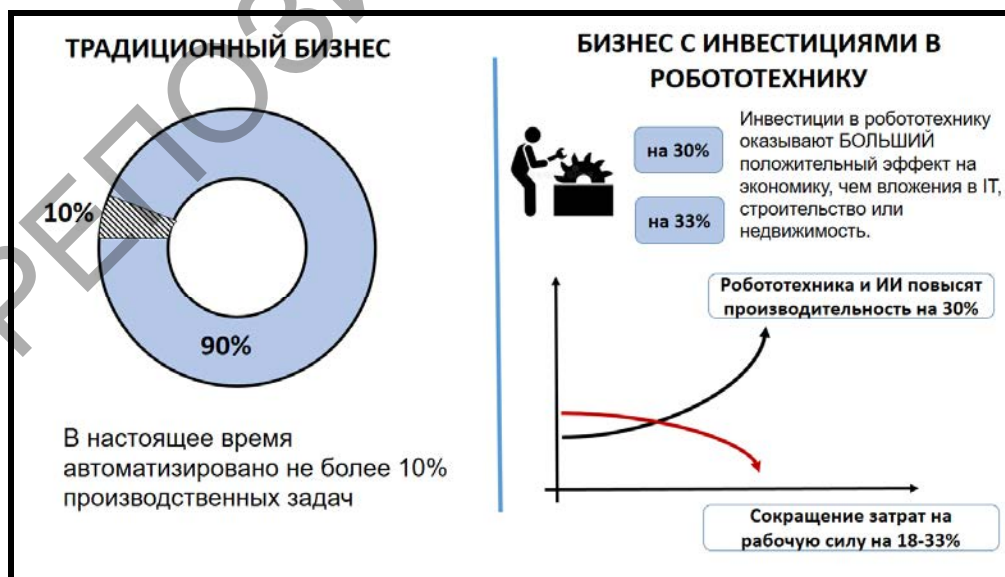 РЕПОЗИ
ТРАДИЦИОННЫЙ БИЗНЕС
10%
90%
В настоящее время
автоматизировано не более 10%
производственных задач
БИЗНЕС С ИНВЕСТИЦИЯМИ В
РОБОТОТЕХНИКУ
на 30%
на 33%
Инвестиции в робототехнику
оказывают БОЛЬШИЙ
положительный эффект на
экономику, чем вложения в IT,
строительство или
недвижимость.
Робототехника и ИИ повысят
производительность на 30%
Сокращение затрат на
рабочую силу на 18-33%